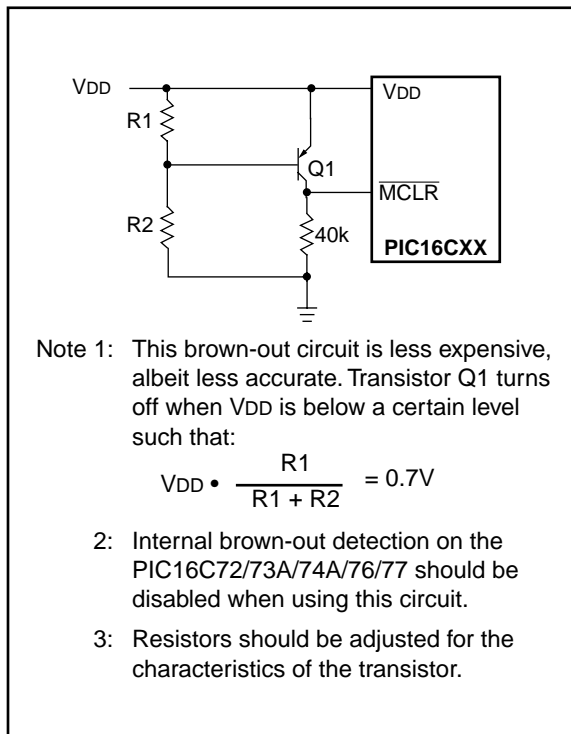 VDD
VDD
R1
Q1
MCLR
R2
40k
PIC16CXX
Note 1: This brown-out circuit is less expensive,
albeit less accurate. Transistor Q1 turns
off when VDD is below a certain level
such that:
VDD • R1 / R1 + R2 = 0.7V
2: Internal brown-out detection on the
PIC16C72/73A/74A/76/77 should be
disabled when using this circuit.
3: Resistors should be adjusted for the
characteristics of the transistor.